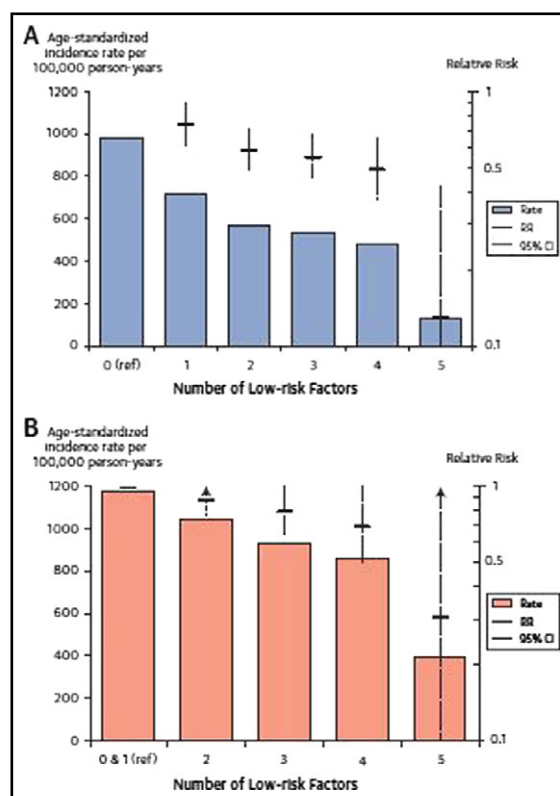 A
Age-standardized
incidence rate per
100,000 person-years
Relative Risk
1200
1000
800
600
400
200
0
1
0.5
0.1
Rate
RR
95% CI
0 (ref)
1
2
3
4
5
Number of Low-risk Factors
B
Age-standardized
incidence rate per
100,000 person-years
Relative Risk
1200
1000
800
600
400
200
0
1
0.5
0.1
Rate
RR
95% CI
0 & 1 (ref)
2
3
4
5
Number of Low-risk Factors